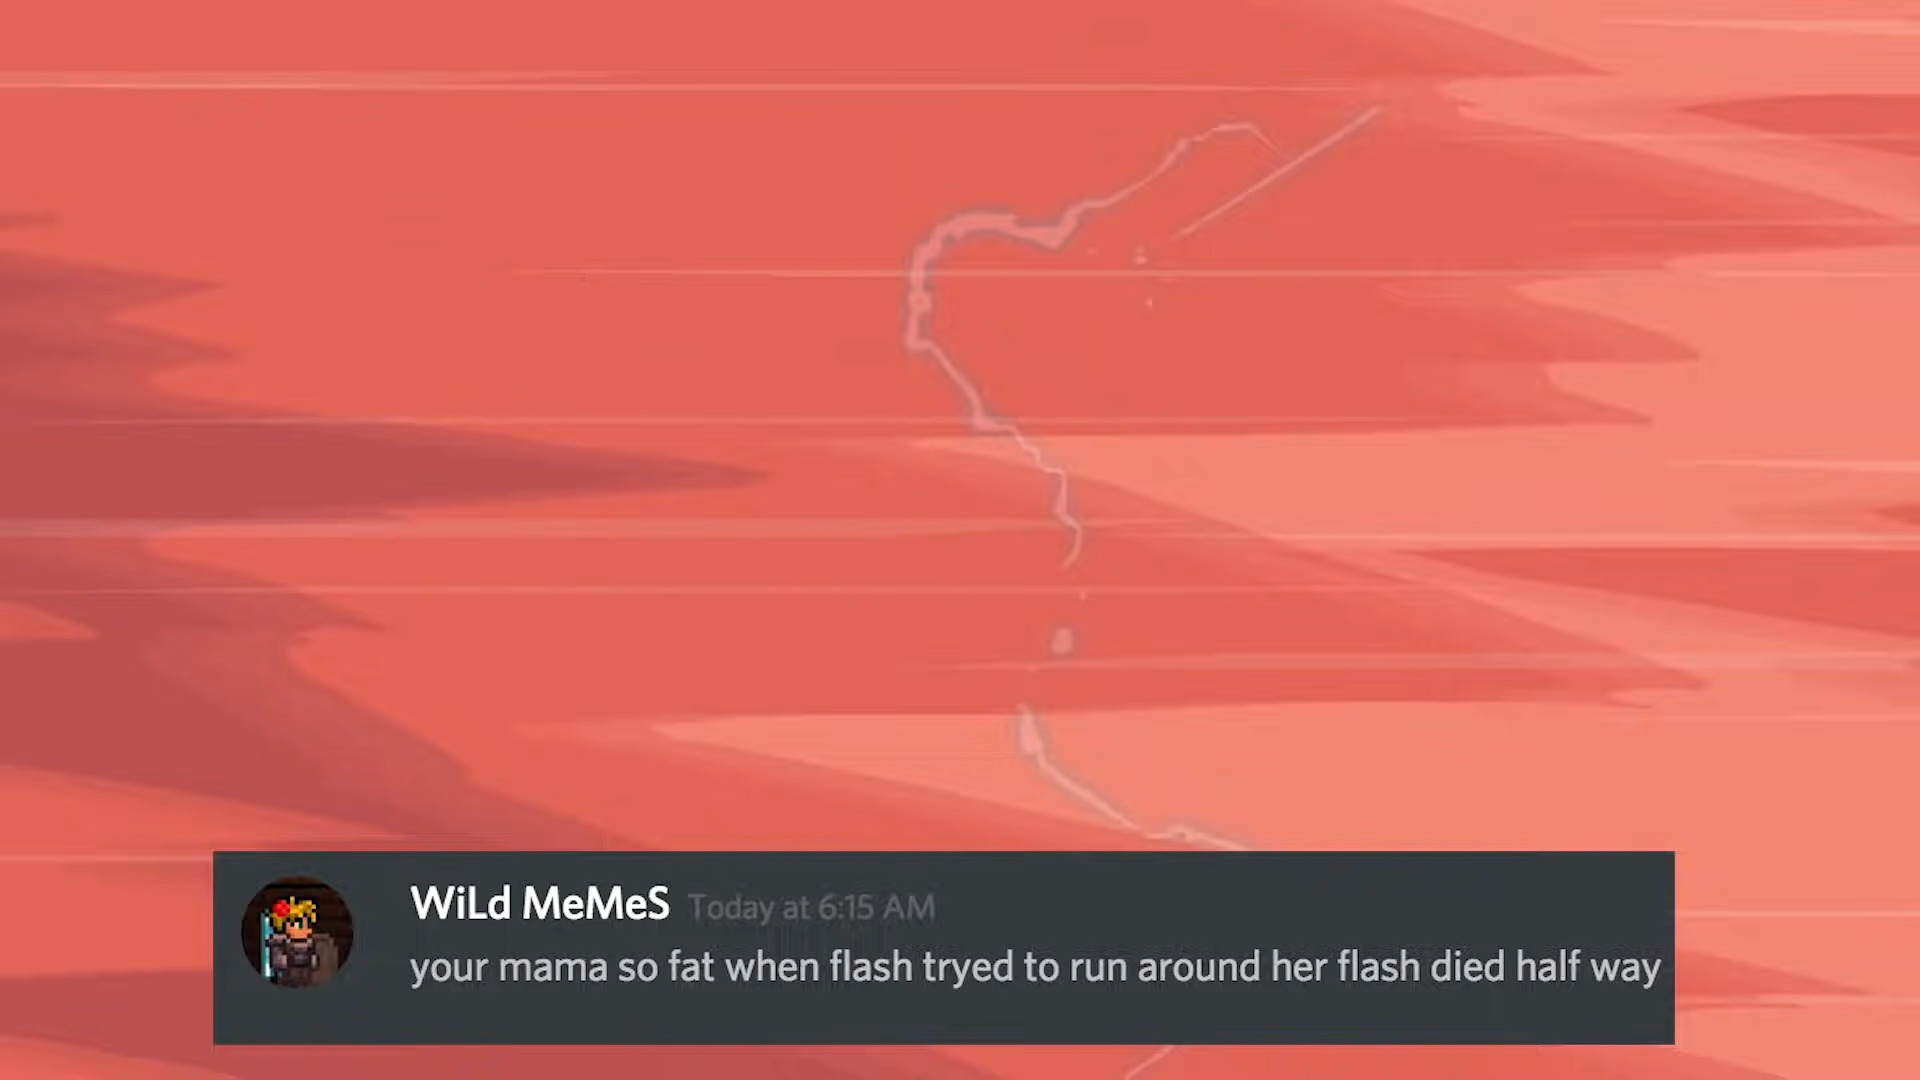 WiLd MeMeS Today at 6:15 AM
your mama so fat when flash tryed to run around her flash died half way